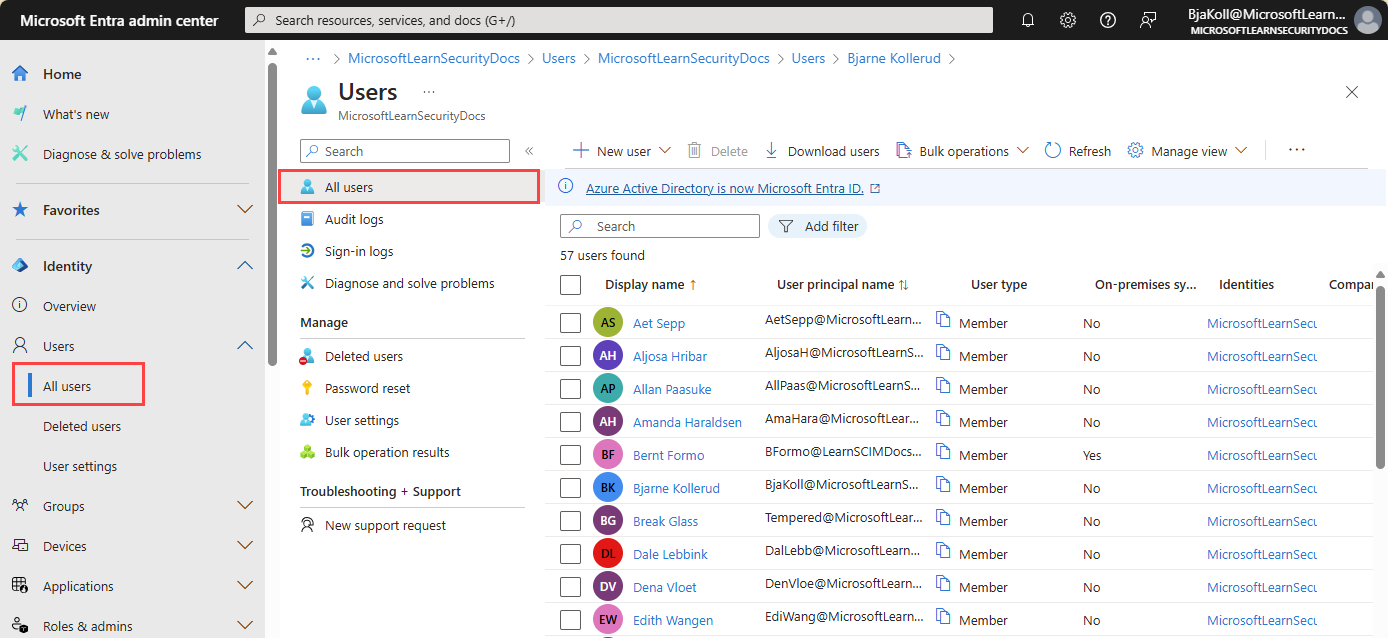 Microsoft Entra admin center
Search resources, services, and docs (G+/)
BjaKoll@MicrosoftLearn...
MICROSOFTLEARNSECURITYDOCS
Home
What's new
Diagnose & solve problems
Favorites
Identity
Overview
Users
All users
Deleted users
User settings
Groups
Devices
Applications
Roles & admins
... > MicrosoftLearnSecurityDocs > Users > MicrosoftLearnSecurityDocs > Users > Bjarne Kollerud >
Users ...
MicrosoftLearnSecurityDocs
Search «
All users
Audit logs
Sign-in logs
Diagnose and solve problems
Manage
Deleted users
Password reset
User settings
Bulk operation results
Troubleshooting + Support
New support request
New user Delete Download users Bulk operations Refresh Manage view ...
Azure Active Directory is now Microsoft Entra ID.
Search Add filter
57 users found
Display name ↑ User principal name ↑↓ User type On-premises sy... Identities Compar
AS Aet Sepp AetSepp@MicrosoftLearn... Member No MicrosoftLearnSecu
AH Aljosa Hribar AljosaH@MicrosoftLearnS... Member No MicrosoftLearnSecu
AP Allan Paasuke AllPaas@MicrosoftLearnS... Member No MicrosoftLearnSecu
AH Amanda Haraldsen AmaHara@MicrosoftLear... Member No MicrosoftLearnSecu
BF Bernt Formo BFormo@LearnSCIMDocs... Member Yes MicrosoftLearnSecu
BK Bjarne Kollerud BjaKoll@MicrosoftLearnS... Member No MicrosoftLearnSecu
BG Break Glass Tempered@MicrosoftLear... Member No MicrosoftLearnSecu
DL Dale Lebbink DalLebb@MicrosoftLearn... Member No MicrosoftLearnSecu
DV Dena Vloet DenVloe@MicrosoftLearn... Member No MicrosoftLearnSecu
EW Edith Wangen EdiWang@MicrosoftLearn... Member No MicrosoftLearnSecu